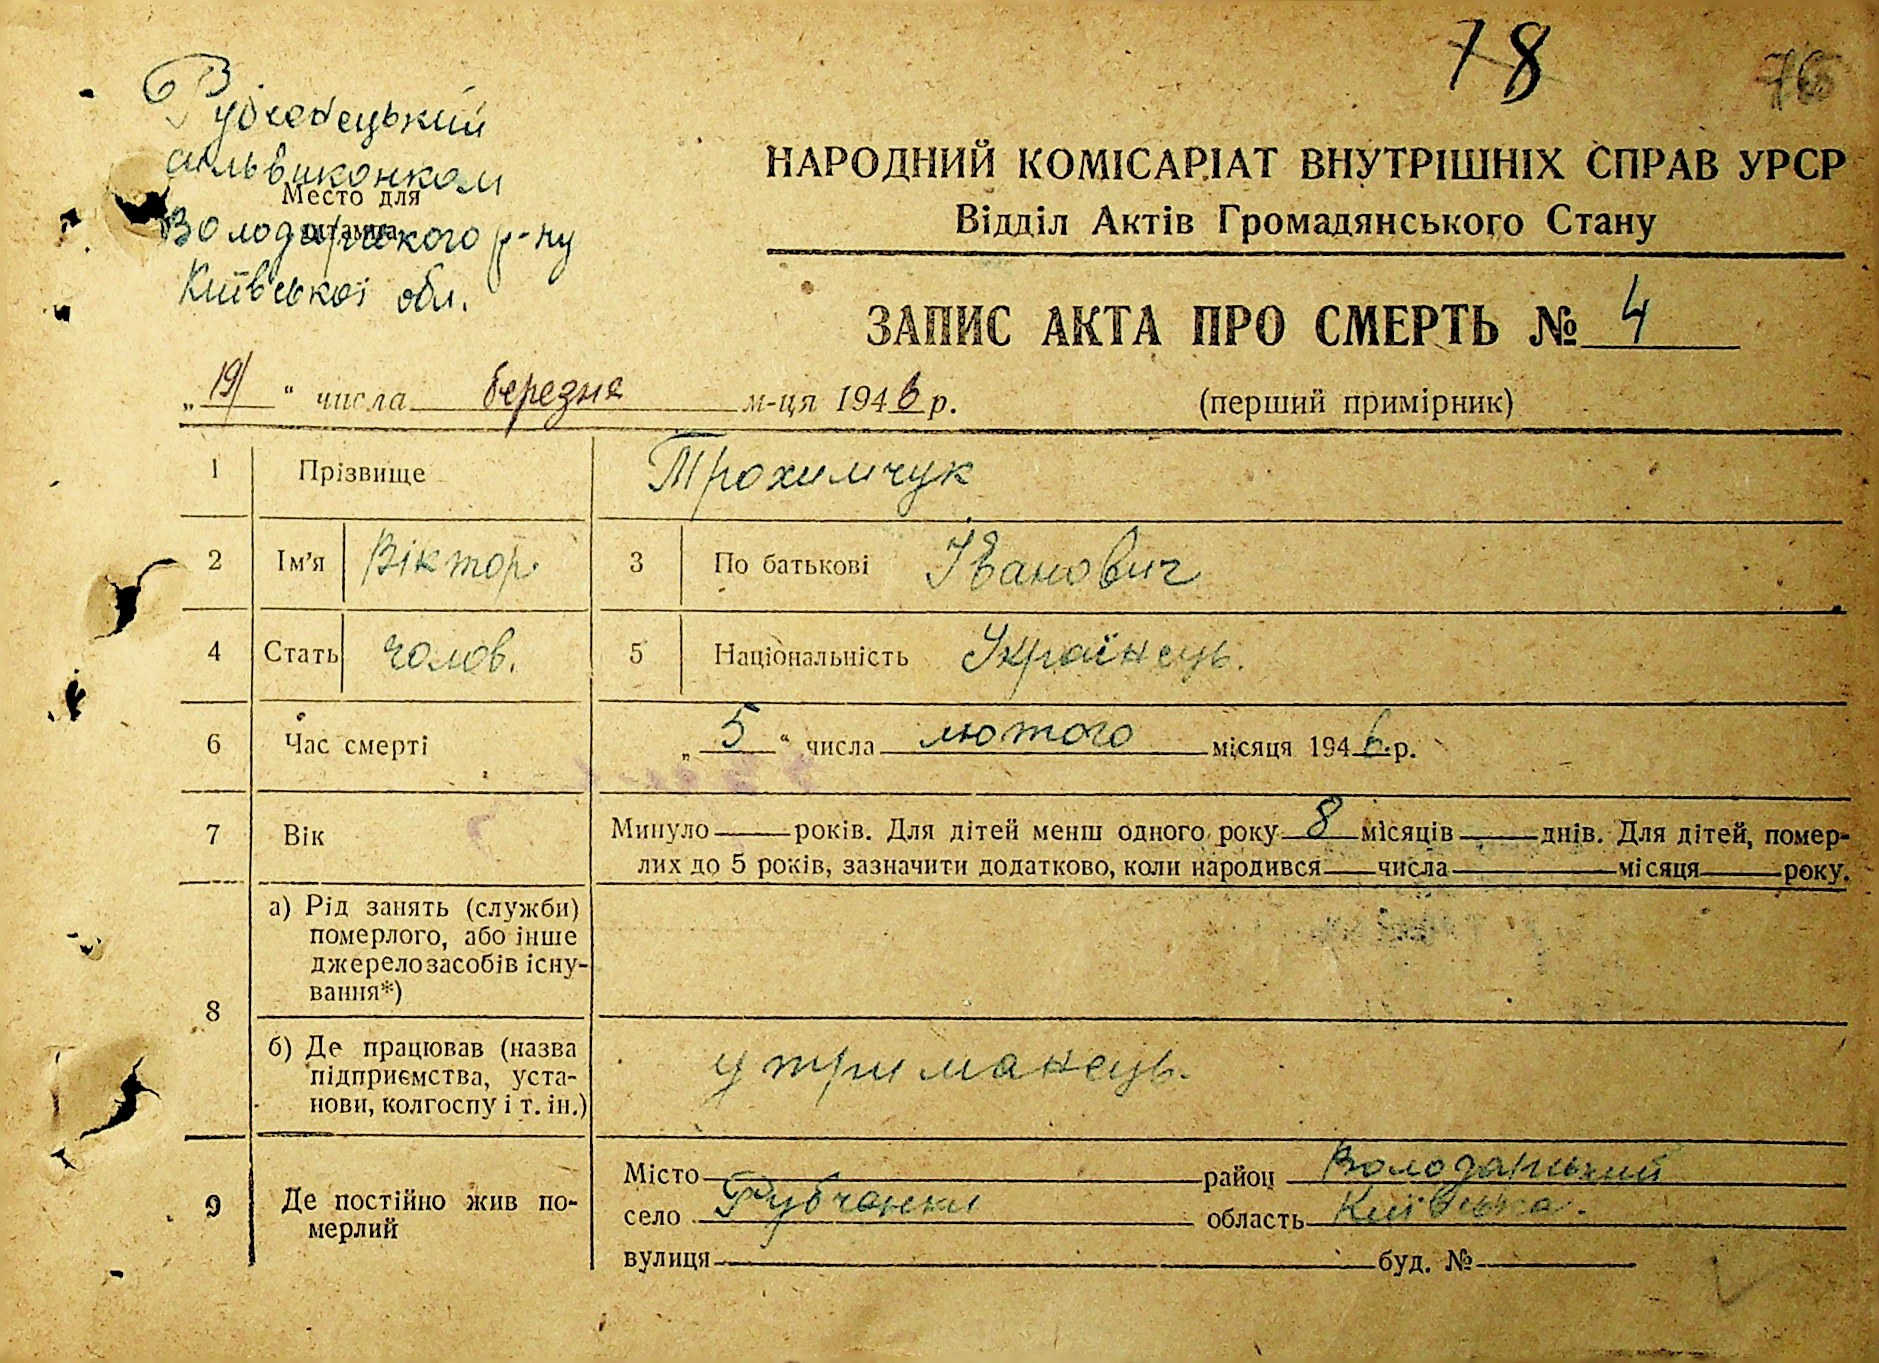 78
76
Рубченецький
сільвиконком
Место для
штампа
Володарського р-ну
Київської обл.
НАРОДНИЙ КОМІСАРІАТ ВНУТРІШНІХ СПРАВ УРСР
Відділ Актів Громадянського Стану
ЗАПИС АКТА ПРО СМЕРТЬ № 4
„19“ числа березня м-ця 1946 р.
(перший примірник)
1 Прізвище Трохимчук
2 Ім'я Віктор 3 По батькові Іванович
4 Стать чолов. 5 Національність Українець.
6 Час смерті „5“ числа лютого місяця 1946 р.
7 Вік Минуло років. Для дітей менш одного року 8 місяців днів. Для дітей, помер-
лих до 5 років, зазначити додатково, коли народився числа місяця року.
8 а) Рід занять (служби)
померлого, або інше
джерело засобів існу-
вання*)
б) Де працював (назва
підприємства, уста-
нови, колгоспу і т. ін.)
утриманець.
9 Де постійно жив по-
мерлий
Місто район Володарський
село Рубченки область Київська.
вулиця буд. №